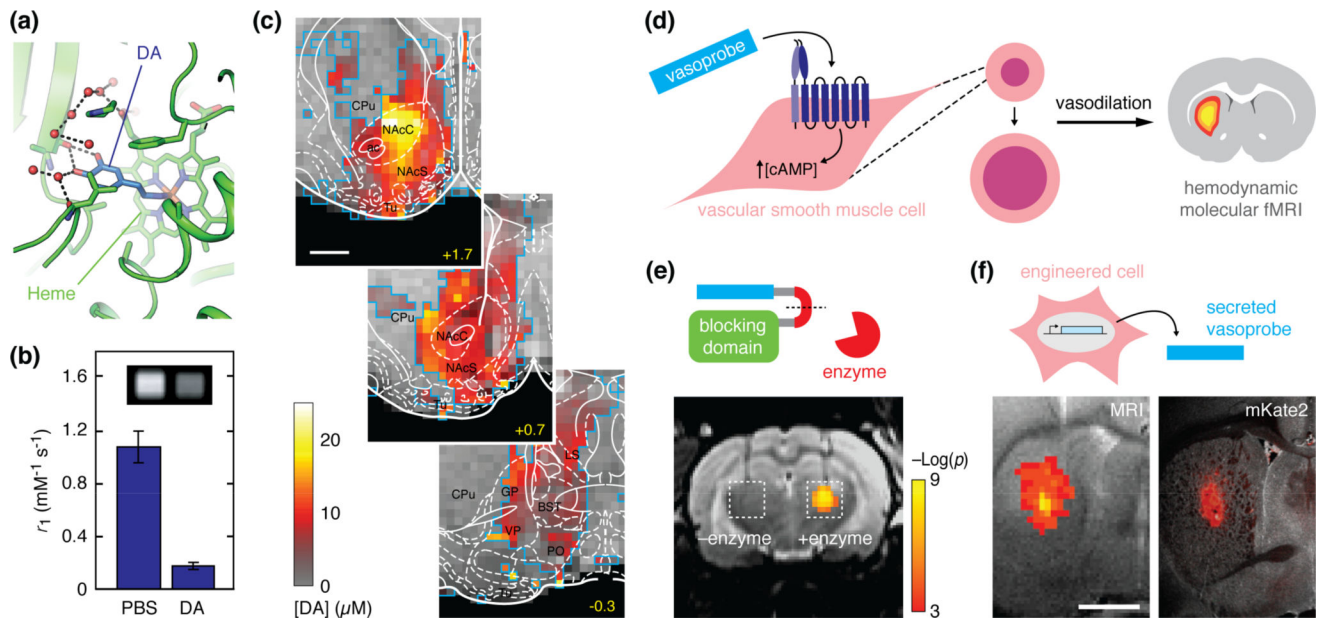 (a)
DA
Heme
(b)
r1 (mM-1 s-1)
1.6
1.2
0.8
0.4
0
PBS
DA
(c)
CPu
NAcC
ac
NAcS
Tu
+1.7
CPu
NAcC
NAcS
Tu
+0.7
LS
CPu
GP
BST
VP
PO
-0.3
20
10
0
[DA] (µM)
(d)
vasoprobe
↑[cAMP]
vascular smooth muscle cell
vasodilation
hemodynamic
molecular fMRI
(e)
blocking
domain
enzyme
–enzyme
+enzyme
–Log(p)
9
3
(f)
engineered cell
secreted
vasoprobe
MRI
mKate2